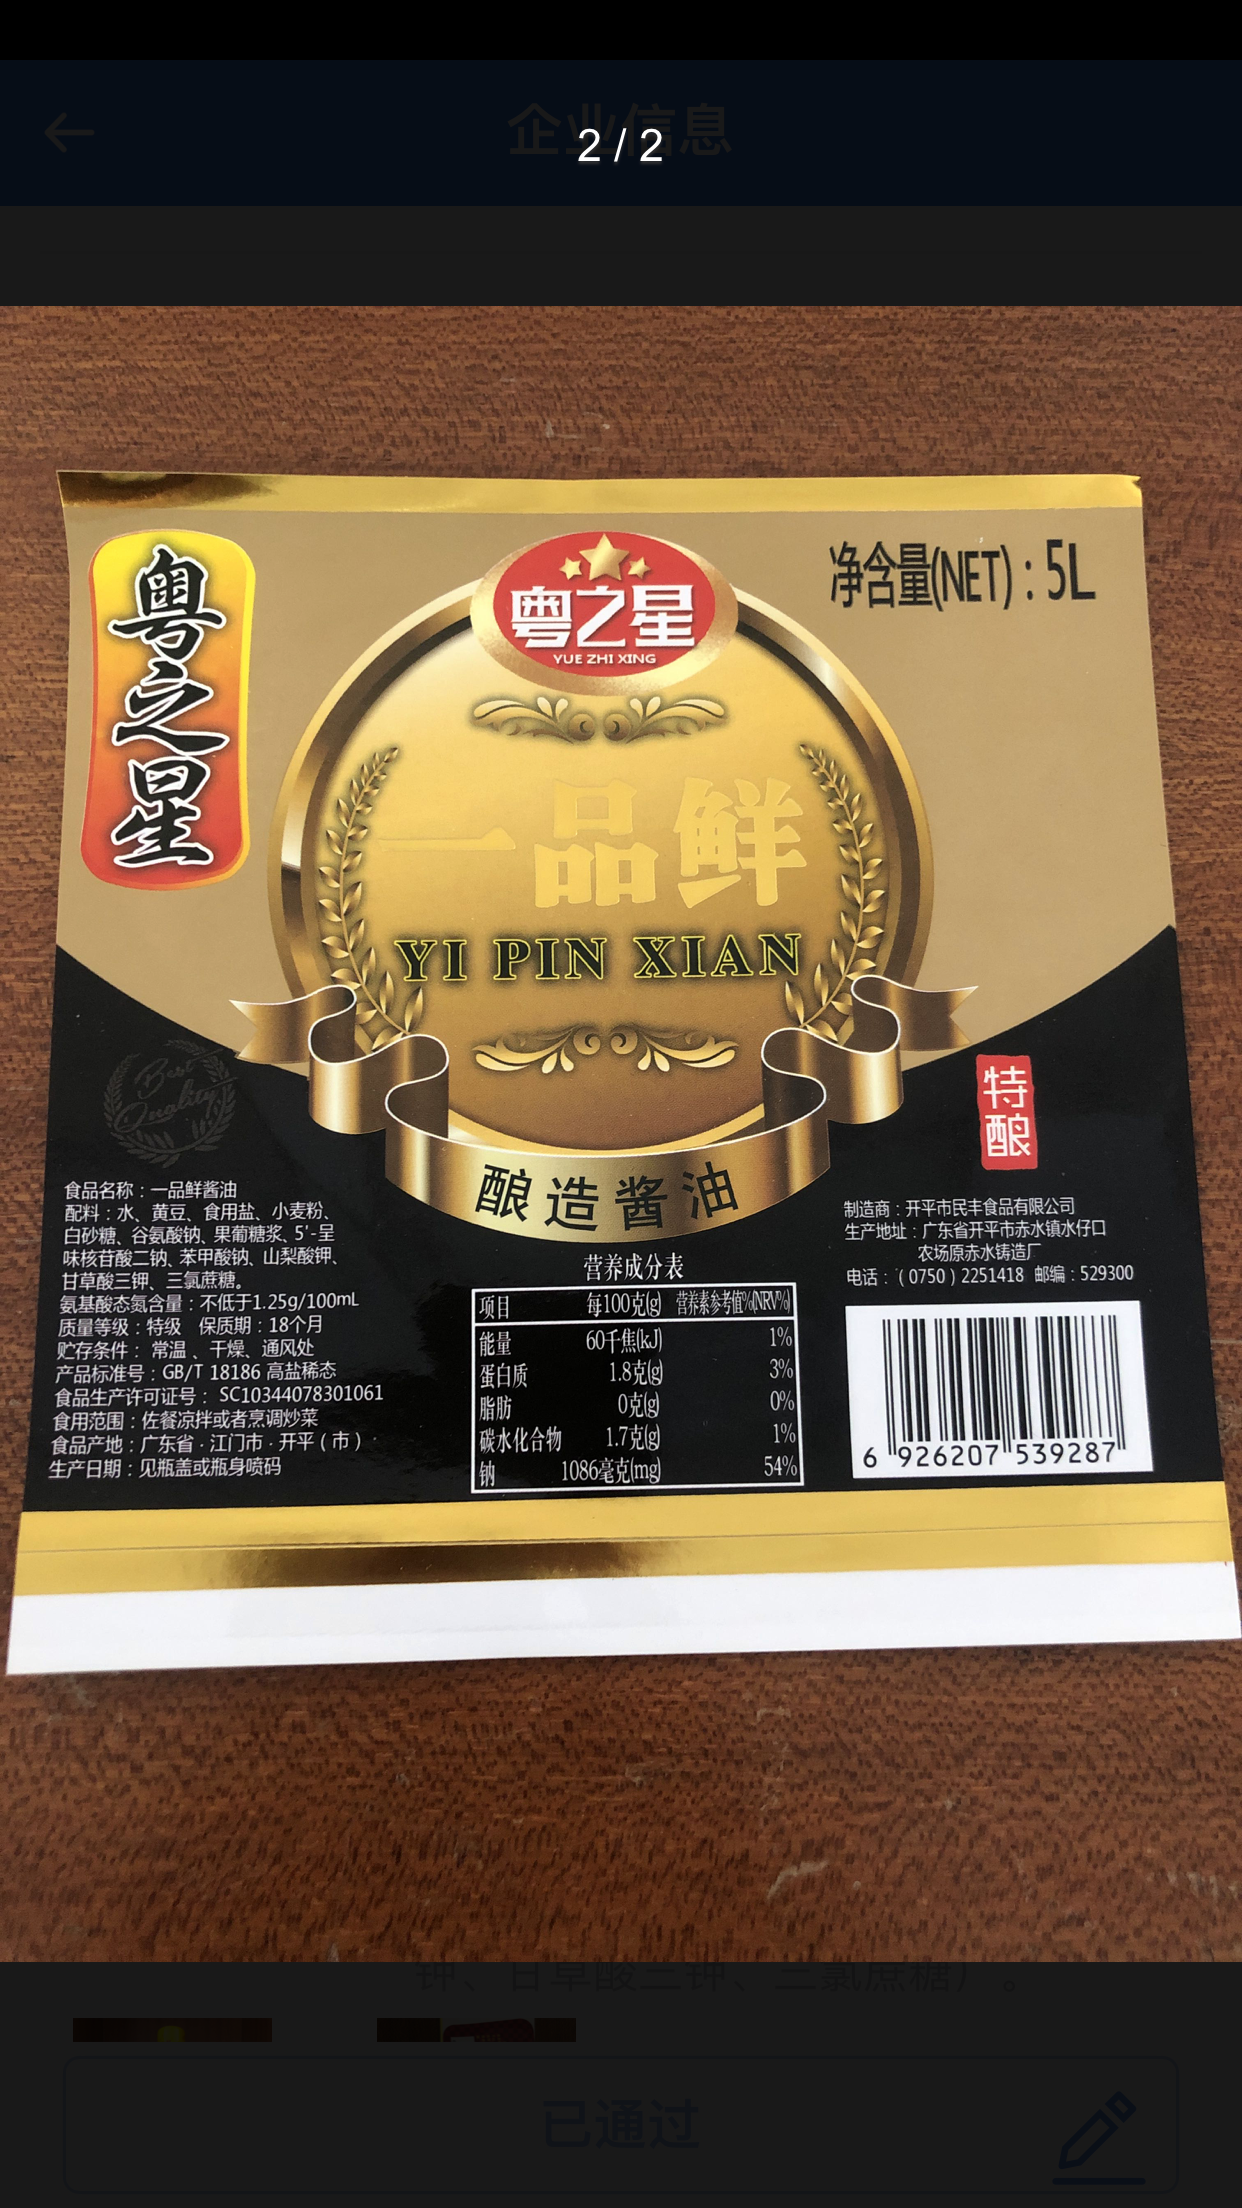 企业信息
2 / 2
粤之星
粤之星
YUE ZHI XING
净含量(NET)：5L
一品鲜
YI PIN XIAN
Best
Quality
特酿
酿造酱油
食品名称：一品鲜酱油
配料：水、黄豆、食用盐、小麦粉、
白砂糖、谷氨酸钠、果葡糖浆、5'-呈
味核苷酸二钠、苯甲酸钠、山梨酸钾、
甘草酸三钾、三氯蔗糖。
氨基酸态氮含量：不低于1.25g/100mL
质量等级：特级　保质期：18个月
贮存条件： 常温 、干燥、通风处
产品标准号：GB/T 18186 高盐稀态
食品生产许可证号： SC10344078301061
食用范围：佐餐凉拌或者烹调炒菜
食品产地：广东省 · 江门市 · 开平（市）
生产日期：见瓶盖或瓶身喷码
营养成分表
项目 每100克(g) 营养素参考值%(NRV%)
能量 60千焦(kJ) 1%
蛋白质 1.8克(g) 3%
脂肪 0克(g) 0%
碳水化合物 1.7克(g) 1%
钠 1086毫克(mg) 54%
制造商：开平市民丰食品有限公司
生产地址：广东省开平市赤水镇水仔口
农场原赤水铸造厂
电话：（0750）2251418 邮编：529300
6 926207 539287
钾、甘草酸三钾、三氯蔗糖）。
已通过